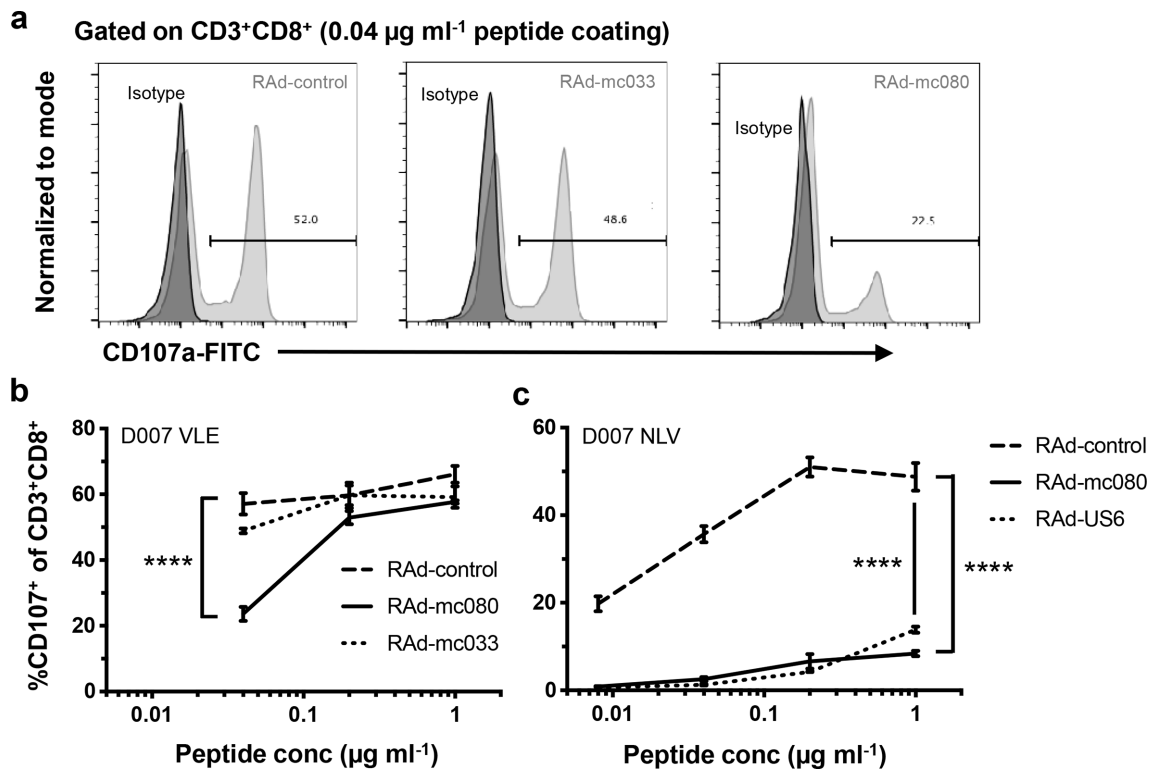 a
Gated on CD3⁺CD8⁺ (0.04 µg ml⁻¹ peptide coating)
Normalized to mode
Isotype
RAd-control
52.0
Isotype
RAd-mc033
48.6
Isotype
RAd-mc080
22.5
CD107a-FITC
b
%CD107⁺ of CD3⁺CD8⁺
80
60
40
20
0
D007 VLE
****
RAd-control
RAd-mc080
RAd-mc033
0.01
0.1
1
Peptide conc (µg ml⁻¹)
c
60
40
20
0
D007 NLV
****
****
RAd-control
RAd-mc080
RAd-US6
0.01
0.1
1
Peptide conc (µg ml⁻¹)